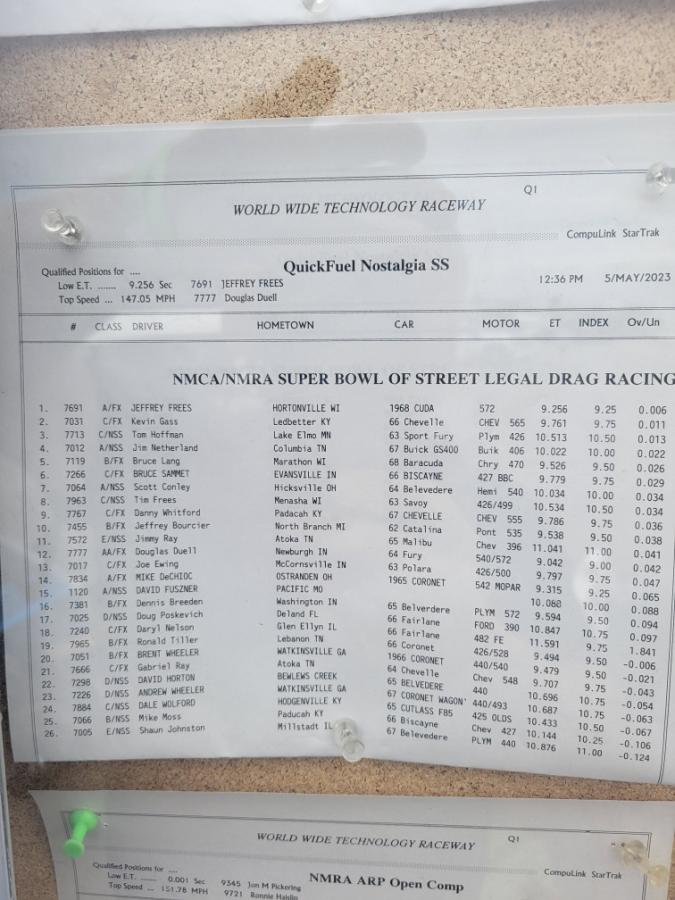 Q1
WORLD WIDE TECHNOLOGY RACEWAY
CompuLink StarTrak
Qualified Positions for ....
QuickFuel Nostalgia SS
Low E.T. ....... 9.256 Sec 7691 JEFFREY FREES
12:36 PM 5/MAY/2023
Top Speed ... 147.05 MPH 7777 Douglas Duell
# CLASS DRIVER HOMETOWN CAR MOTOR ET INDEX Ov/Un
NMCA/NMRA SUPER BOWL OF STREET LEGAL DRAG RACING
1. 7691 A/FX JEFFREY FREES HORTONVILLE WI 1968 CUDA 572 9.256 9.25 0.006
2. 7031 C/FX Kevin Gass Ledbetter KY 66 Chevelle CHEV 565 9.761 9.75 0.011
3. 7713 C/NSS Tom Hoffman Lake Elmo MN 63 Sport Fury Plym 426 10.513 10.50 0.013
4. 7012 A/NSS Jim Netherland Columbia TN 67 Buick GS400 Buik 406 10.022 10.00 0.022
5. 7119 B/FX Bruce Lang Marathon WI 68 Baracuda Chry 470 9.526 9.50 0.026
6. 7266 C/FX BRUCE SAMMET EVANSVILLE IN 66 BISCAYNE 427 BBC 9.779 9.75 0.029
7. 7064 A/NSS Scott Conley Hicksville OH 64 Belvedere Hemi 540 10.034 10.00 0.034
8. 7963 C/NSS Tim Frees Menasha WI 63 Savoy 426/499 10.534 10.50 0.034
9. 7767 C/FX Danny Whitford Padacah KY 67 CHEVELLE CHEV 555 9.786 9.75 0.036
10. 7455 B/FX Jeffrey Bourcier North Branch MI 62 Catalina Pont 535 9.538 9.50 0.038
11. 7572 E/NSS Jimmy Ray Atoka TN 65 Malibu Chev 396 11.041 11.00 0.041
12. 7777 AA/FX Douglas Duell Newburgh IN 64 Fury 540/572 9.042 9.00 0.042
13. 7017 C/FX Joe Ewing McCornsville IN 63 Polara 426/500 9.797 9.75 0.047
14. 7834 A/FX MIKE DeCHIOC OSTRANDEN OH 1965 CORONET 542 MOPAR 9.315 9.25 0.065
15. 1120 A/NSS DAVID FUSZNER PACIFIC MO 10.088 10.00 0.088
16. 7381 B/FX Dennis Breeden Washington IN 65 Belverdere PLYM 572 9.594 9.50 0.094
17. 7025 D/NSS Doug Poskevich Deland FL 66 Fairlane FORD 390 10.847 10.75 0.097
18. 7240 C/FX Daryl Nelson Glen Ellyn IL 66 Fairlane 482 FE 11.591 9.75 1.841
19. 7965 B/FX Ronald Tiller Lebanon TN 66 Coronet 426/528 9.494 9.50 -0.006
20. 7051 B/FX BRENT WHEELER WATKINSVILLE GA 1966 CORONET 440/540 9.479 9.50 -0.021
21. 7666 C/FX Gabriel Ray Atoka TN 64 Chevelle Chev 548 9.707 9.75 -0.043
22. 7298 D/NSS DAVID HORTON BEWLEWS CREEK 65 BELVEDERE 440 10.696 10.75 -0.054
23. 7226 D/NSS ANDREW WHEELER WATKINSVILLE GA 67 CORONET WAGON' 440/493 10.687 10.75 -0.063
24. 7884 C/NSS DALE WOLFORD HODGENVILLE KY 65 CUTLASS F85 425 OLDS 10.433 10.50 -0.067
25. 7066 B/NSS Mike Moss Paducah KY 66 Biscayne Chev 427 10.144 10.25 -0.106
26. 7005 E/NSS Shaun Johnston Millstadt IL 67 Belevedere PLYM 440 10.876 11.00 -0.124
WORLD WIDE TECHNOLOGY RACEWAY Q1
CompuLink StarTrak
Qualified Positions for ....
NMRA ARP Open Comp
Low E.T. ....... 0.001 Sec 9345 Jon M Pickering
Top Speed ... 151.78 MPH 9721 Ronnie